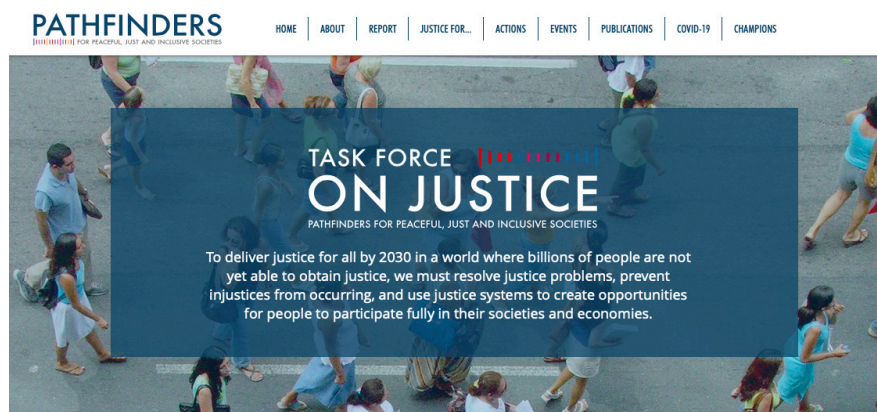 PATHFINDERS
FOR PEACEFUL, JUST AND INCLUSIVE SOCIETIES
HOME ABOUT REPORT JUSTICE FOR... ACTIONS EVENTS PUBLICATIONS COVID-19 CHAMPIONS
TASK FORCE
ON JUSTICE
PATHFINDERS FOR PEACEFUL, JUST AND INCLUSIVE SOCIETIES
To deliver justice for all by 2030 in a world where billions of people are not
yet able to obtain justice, we must resolve justice problems, prevent
injustices from occurring, and use justice systems to create opportunities
for people to participate fully in their societies and economies.